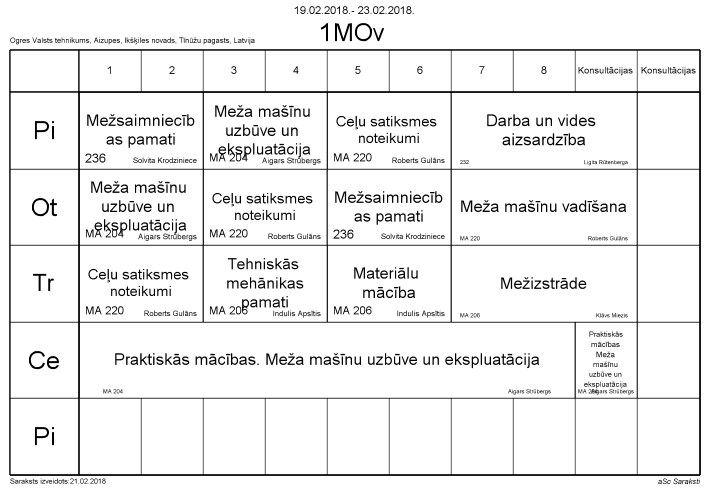 19.02.2018.- 23.02.2018.
1MOv
Ogres Valsts tehnikums, Aizupes, Ikšķiles novads, Tīnūžu pagasts, Latvija
1 2 3 4 5 6 7 8 Konsultācijas Konsultācijas
Pi
Mežsaimniecīb
as pamati
236 Solvita Krodziniece
Meža mašīnu
uzbūve un
ekspluatācija
MA 204 Aigars Strūbergs
Ceļu satiksmes
noteikumi
MA 220 Roberts Gulāns
Darba un vides
aizsardzība
232 Ligita Rūtenberga
Ot
Meža mašīnu
uzbūve un
ekspluatācija
MA 204 Aigars Strūbergs
Ceļu satiksmes
noteikumi
MA 220 Roberts Gulāns
Mežsaimniecīb
as pamati
236 Solvita Krodziniece
Meža mašīnu vadīšana
MA 220 Roberts Gulāns
Tr
Ceļu satiksmes
noteikumi
MA 220 Roberts Gulāns
Tehniskās
mehānikas
pamati
MA 206 Indulis Apsītis
Materiālu
mācība
MA 206 Indulis Apsītis
Mežizstrāde
MA 206 Klāvs Miezis
Ce
Praktiskās mācības. Meža mašīnu uzbūve un ekspluatācija
MA 204 Aigars Strūbergs
Praktiskās
mācības
Meža
mašīnu
uzbūve un
ekspluatācija
MA 204 Aigars Strūbergs
Pi
Saraksts izveidots:21.02.2018 aSc Saraksti